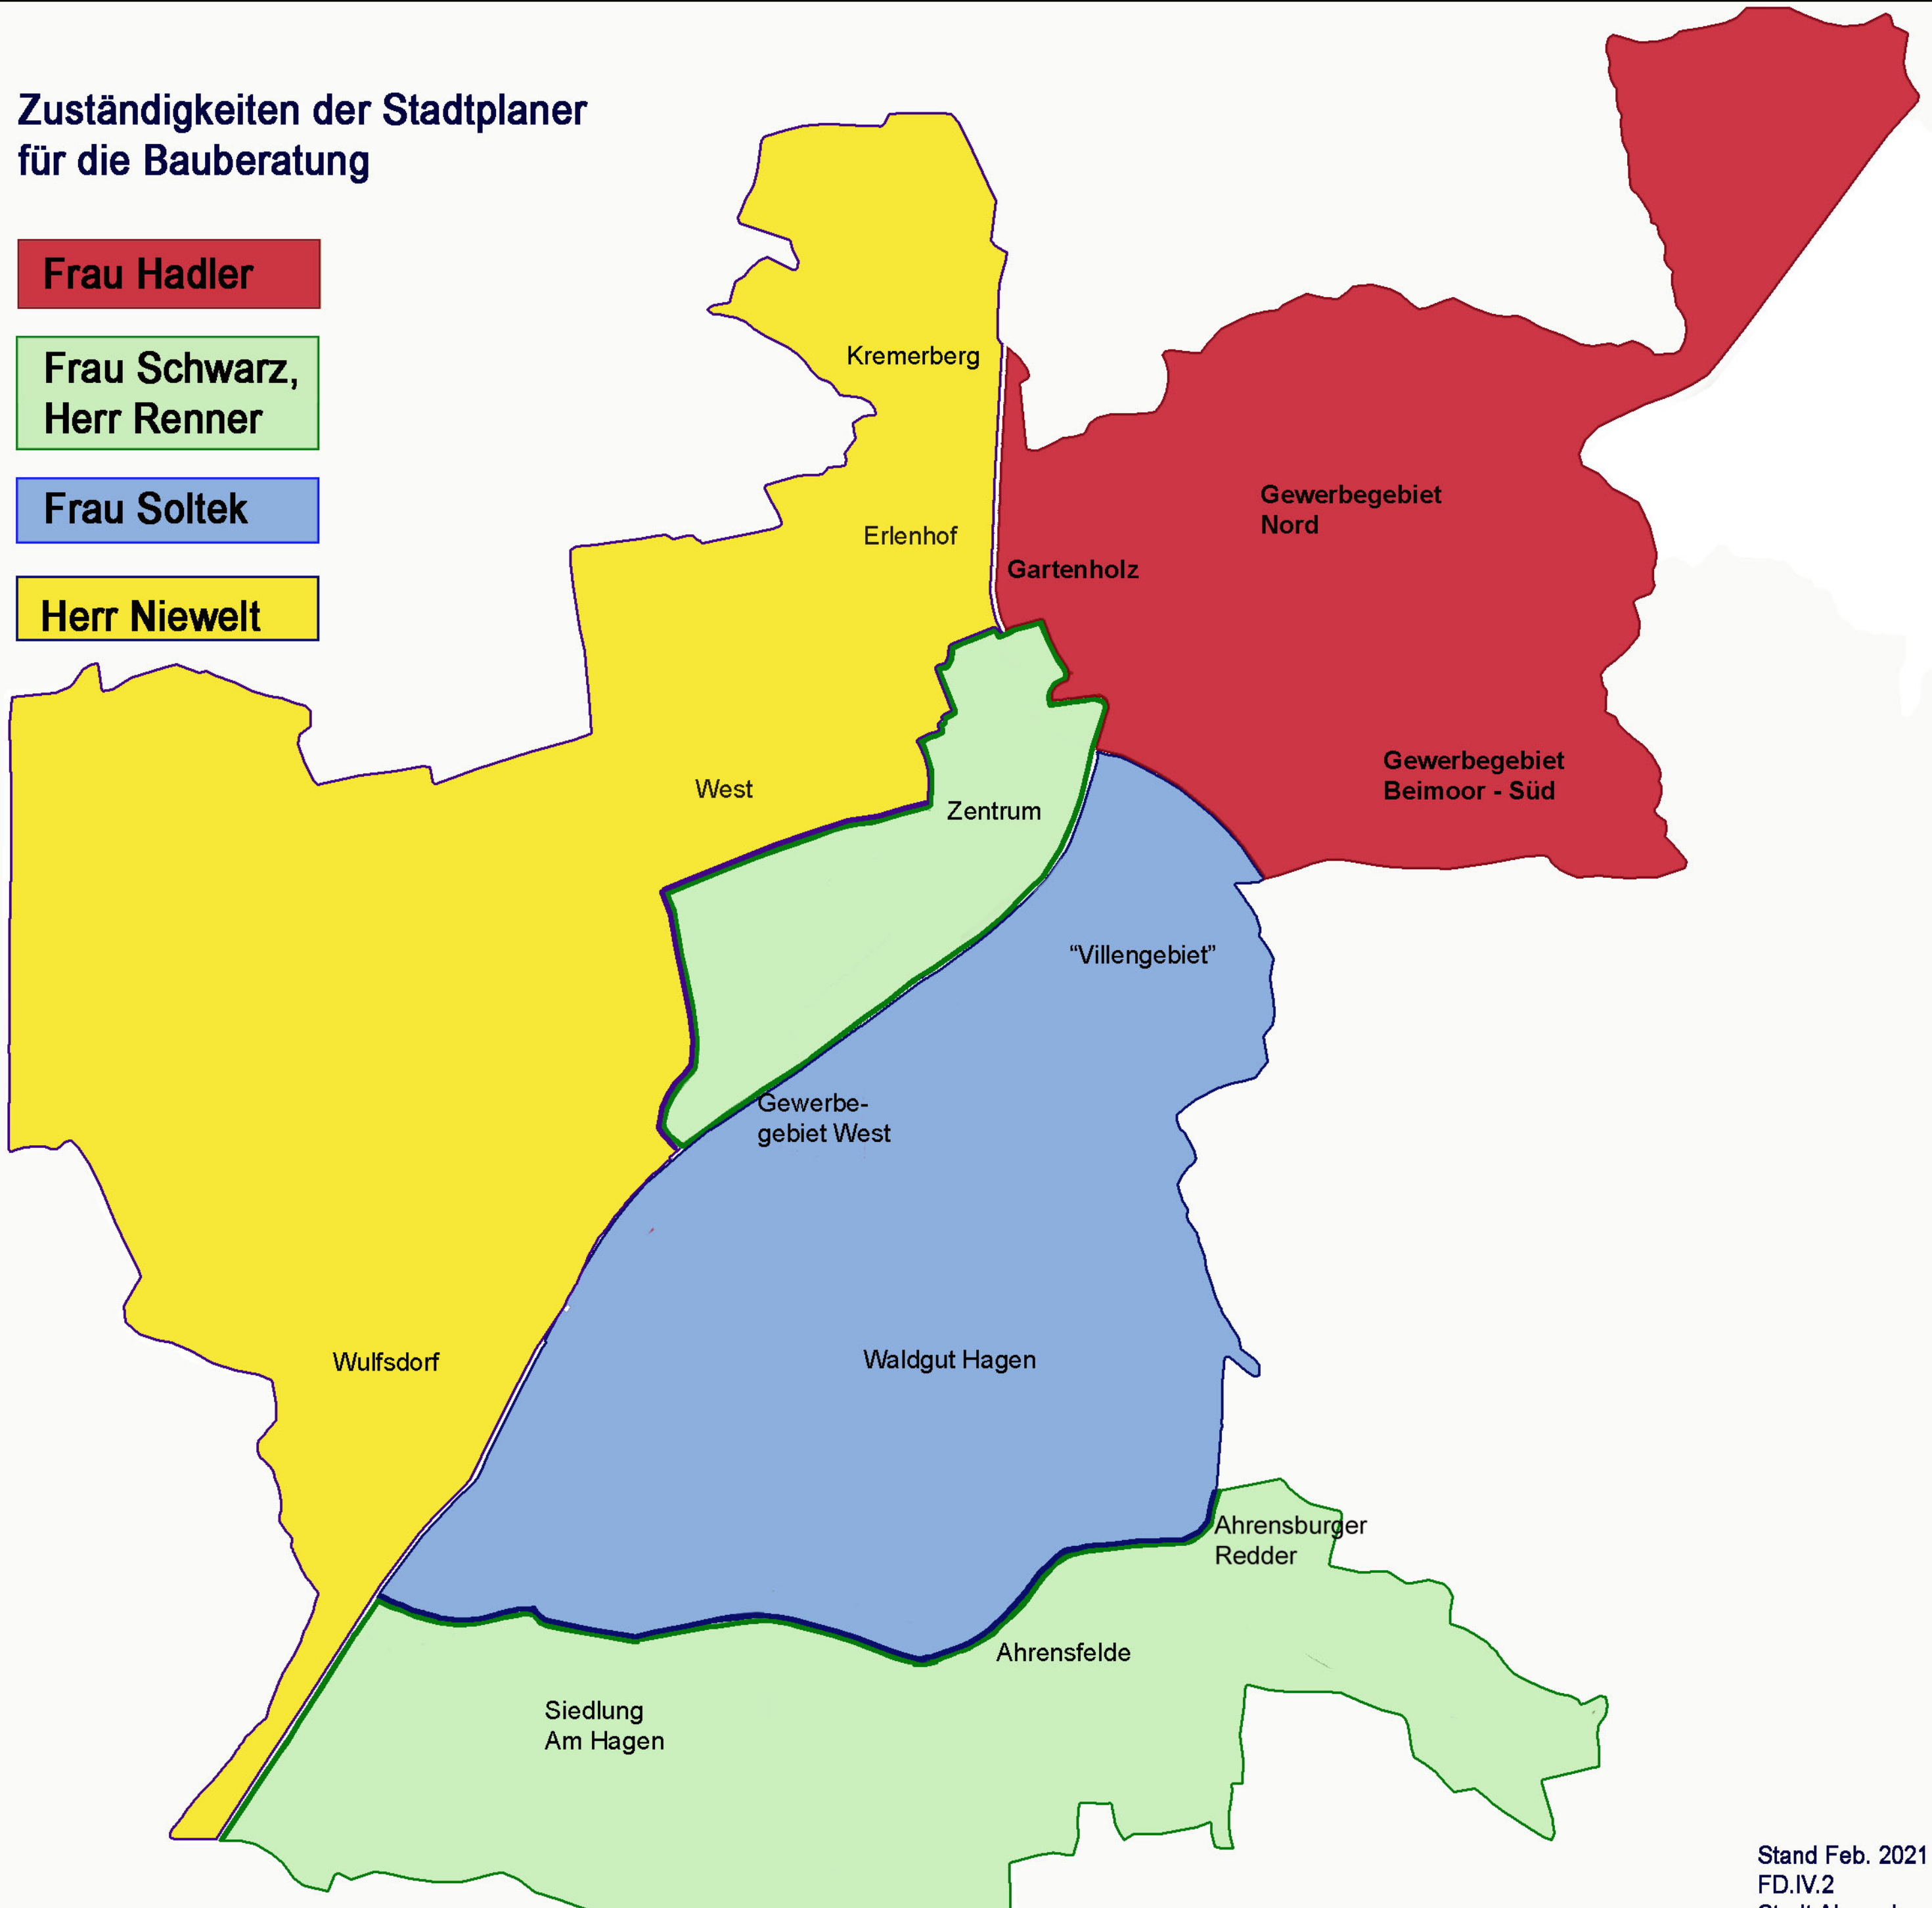 Zuständigkeiten der Stadtplaner
für die Bauberatung
Frau Hadler
Frau Schwarz,
Herr Renner
Frau Soltek
Herr Niewelt
Kremerberg
Erlenhof
Gartenholz
Gewerbegebiet
Nord
Gewerbegebiet
Beimoor - Süd
West
Zentrum
“Villengebiet”
Gewerbe-
gebiet West
Wulfsdorf
Waldgut Hagen
Ahrensburger
Redder
Ahrensfelde
Siedlung
Am Hagen
Stand Feb. 2021
FD.IV.2